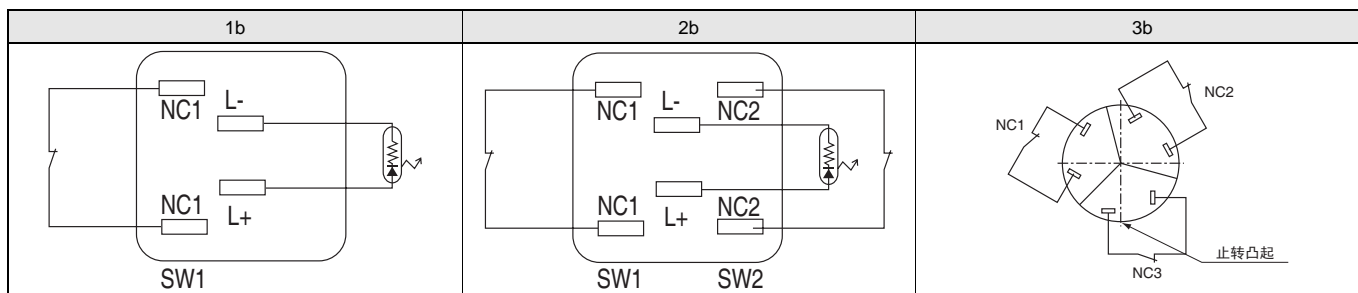 1b
2b
3b
NC1
L-
NC1
L+
SW1
NC1
L-
NC2
NC1
L+
NC2
SW1
SW2
NC2
NC1
止转凸起
NC3